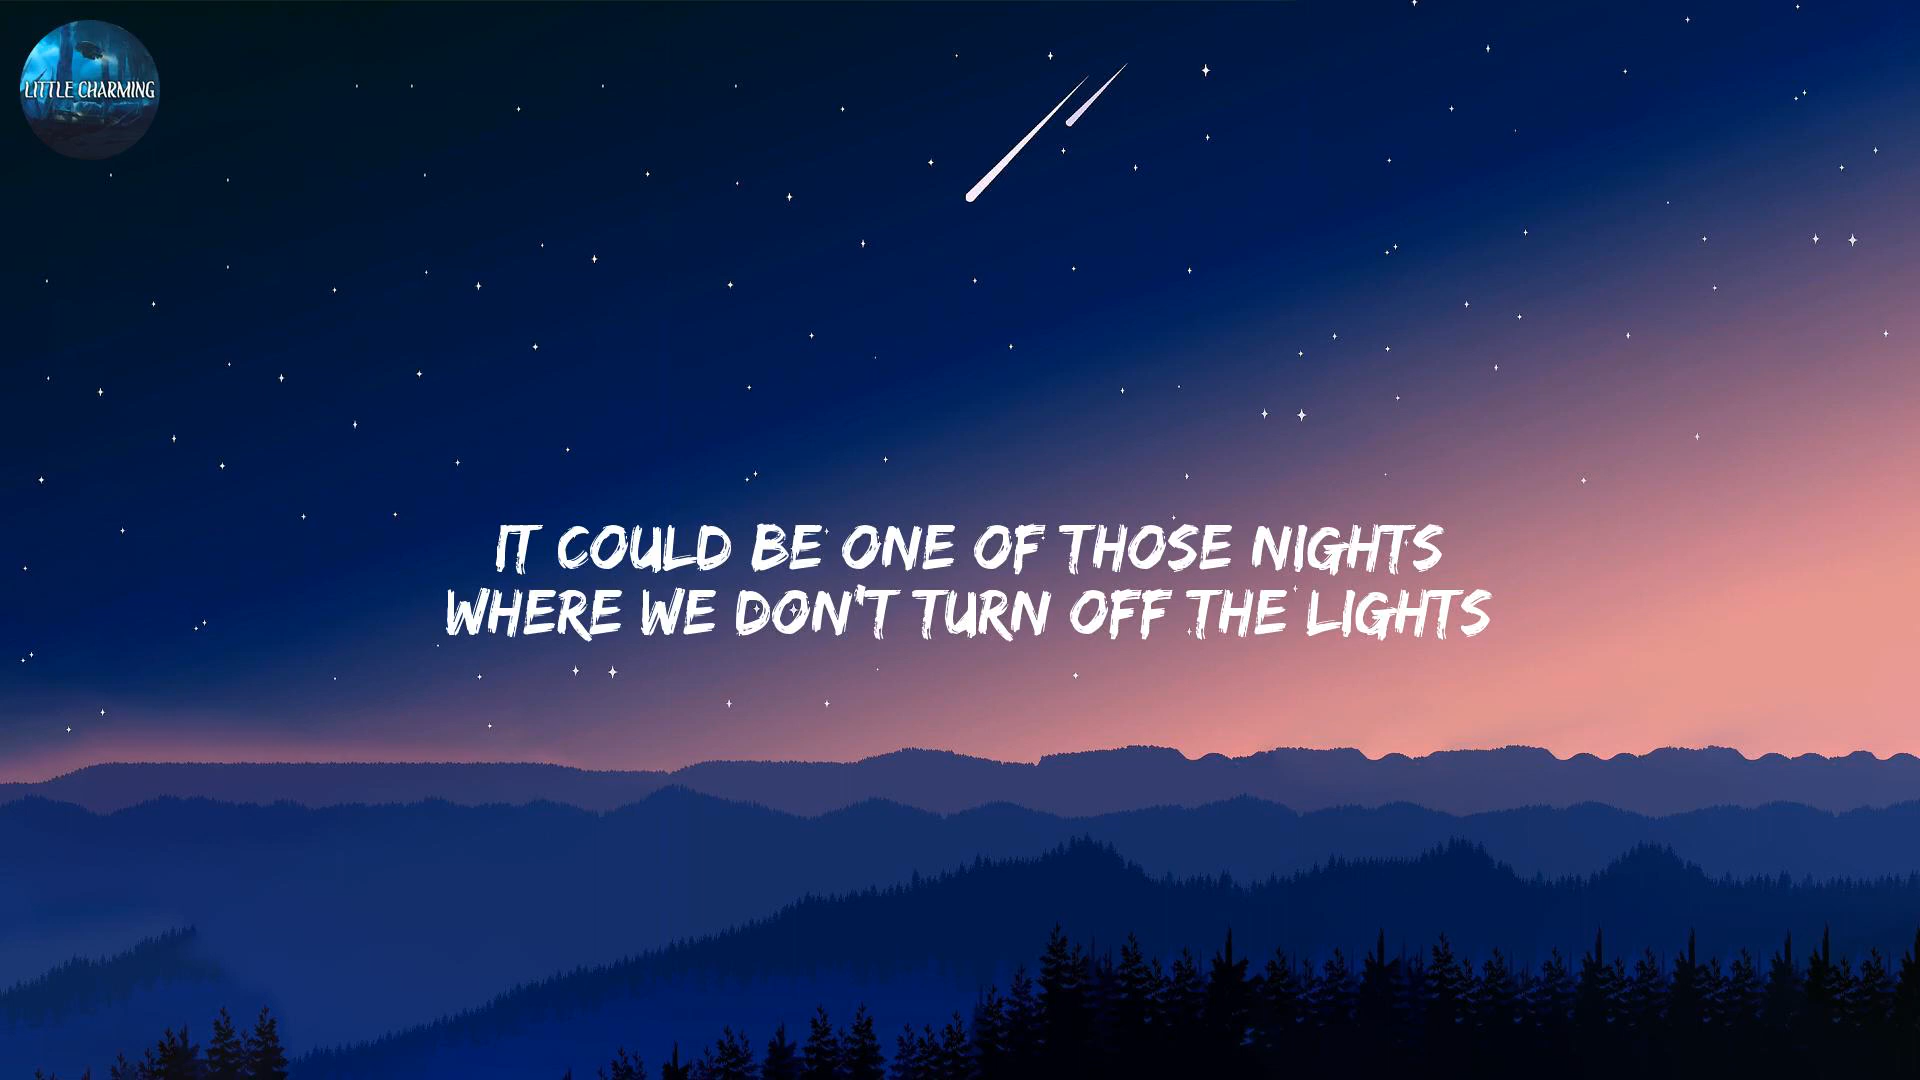 LITTLE CHARMING
IT COULD BE ONE OF THOSE NIGHTS
WHERE WE DON'T TURN OFF THE LIGHTS